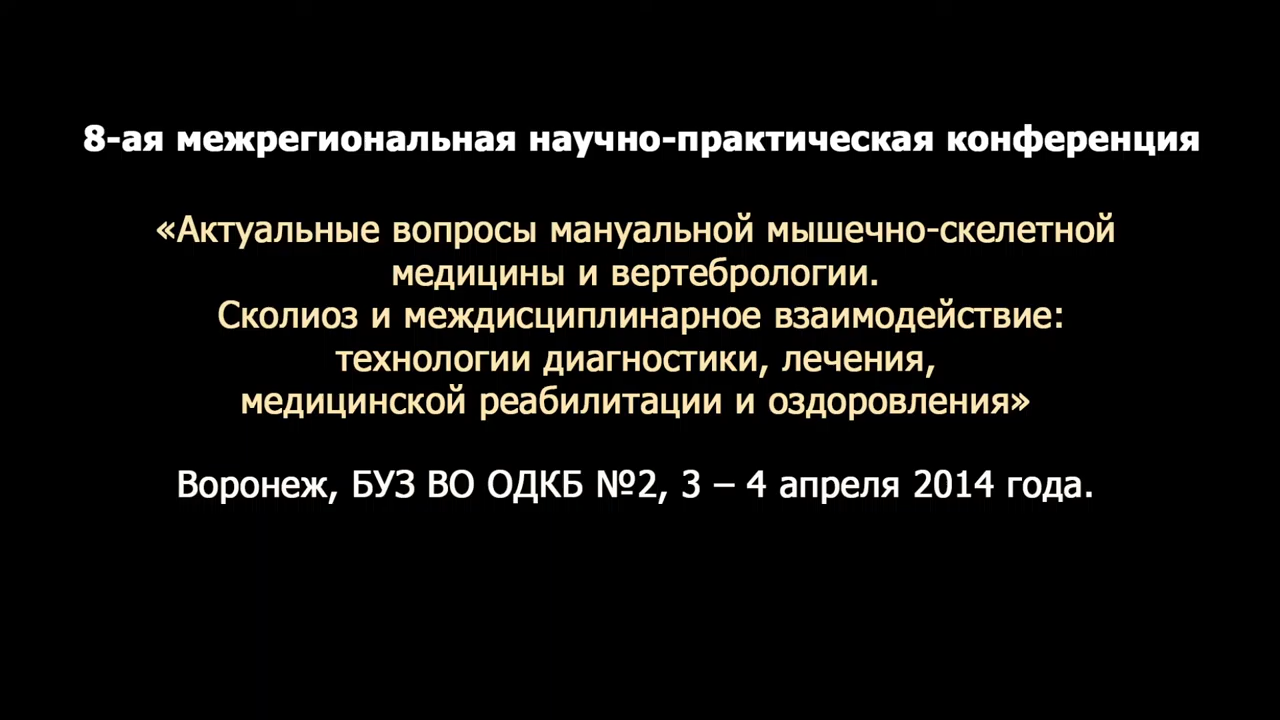 8-ая межрегиональная научно-практическая конференция
«Актуальные вопросы мануальной мышечно-скелетной
медицины и вертебрологии.
Сколиоз и междисциплинарное взаимодействие:
технологии диагностики, лечения,
медицинской реабилитации и оздоровления»
Воронеж, БУЗ ВО ОДКБ №2, 3 – 4 апреля 2014 года.